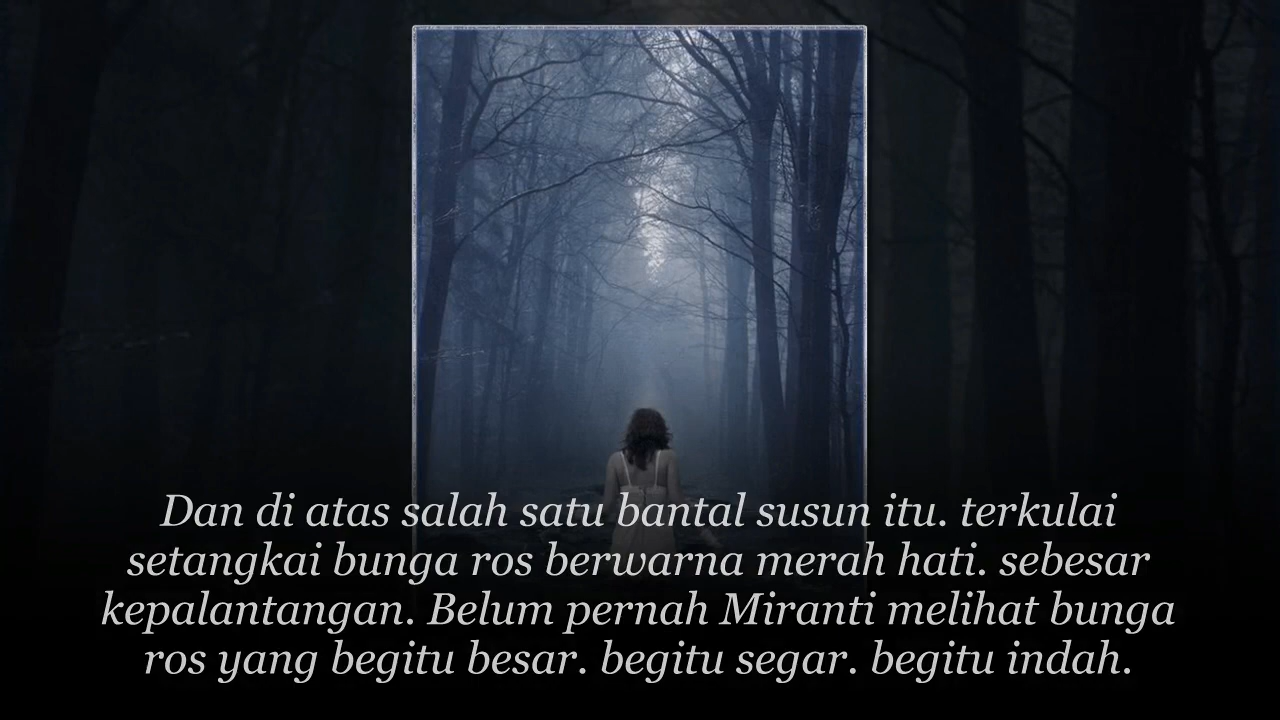 Dan di atas salah satu bantal susun itu. terkulai
setangkai bunga ros berwarna merah hati. sebesar
kepalantangan. Belum pernah Miranti melihat bunga
ros yang begitu besar. begitu segar. begitu indah.